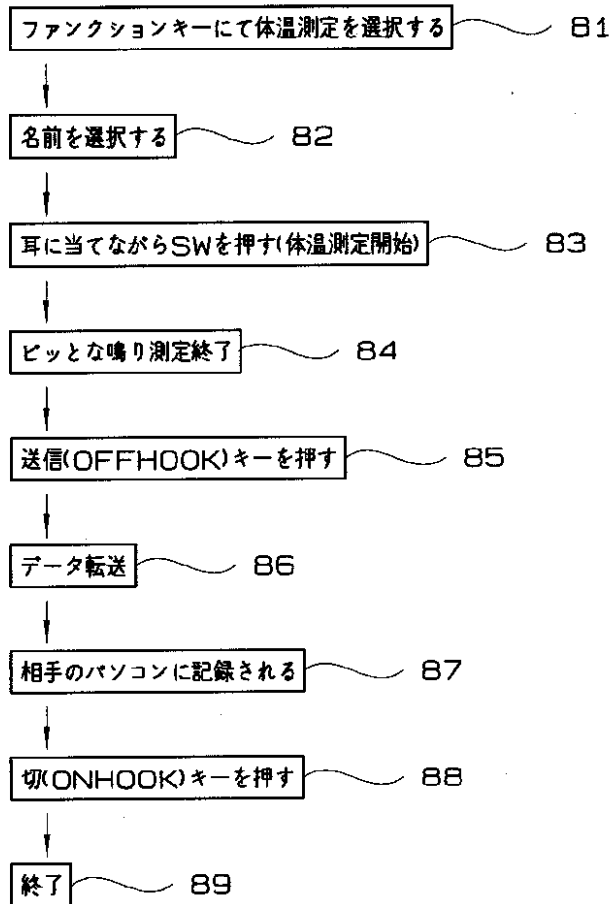 ファンクションキーにて体温測定を選択する 81
名前を選択する 82
耳に当てながらSWを押す(体温測定開始) 83
ピッとな鳴り測定終了 84
送信(OFFHOOK)キーを押す 85
データ転送 86
相手のパソコンに記録される 87
切(ONHOOK)キーを押す 88
終了 89